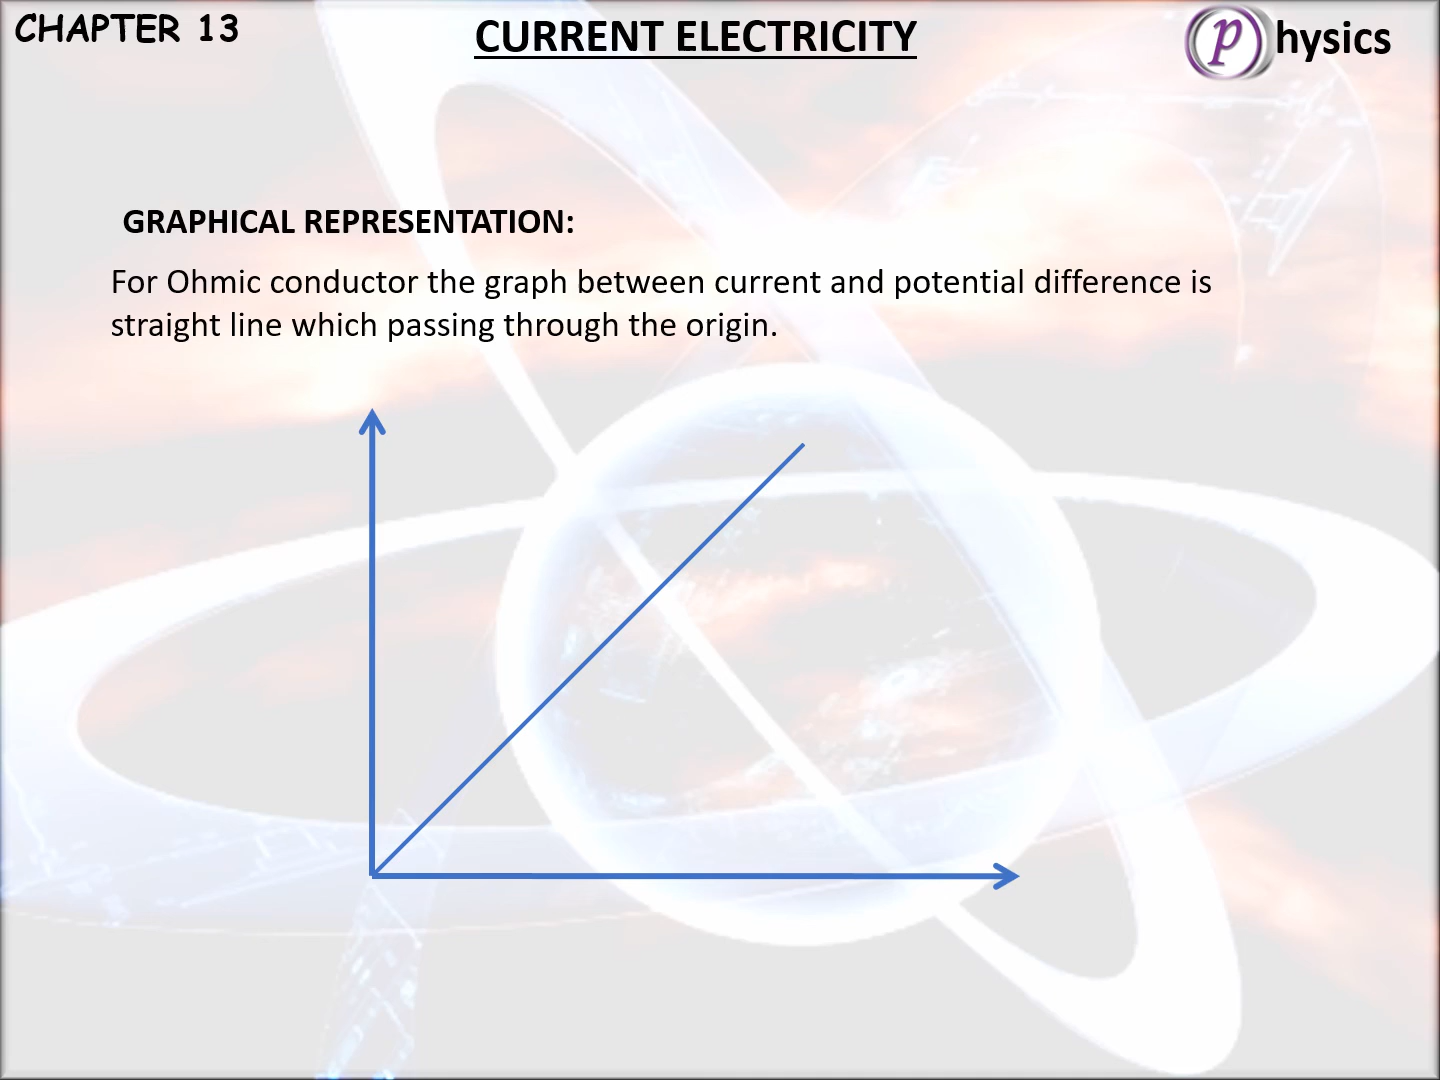 CHAPTER 13
CURRENT ELECTRICITY
Physics
GRAPHICAL REPRESENTATION:
For Ohmic conductor the graph between current and potential difference is
straight line which passing through the origin.